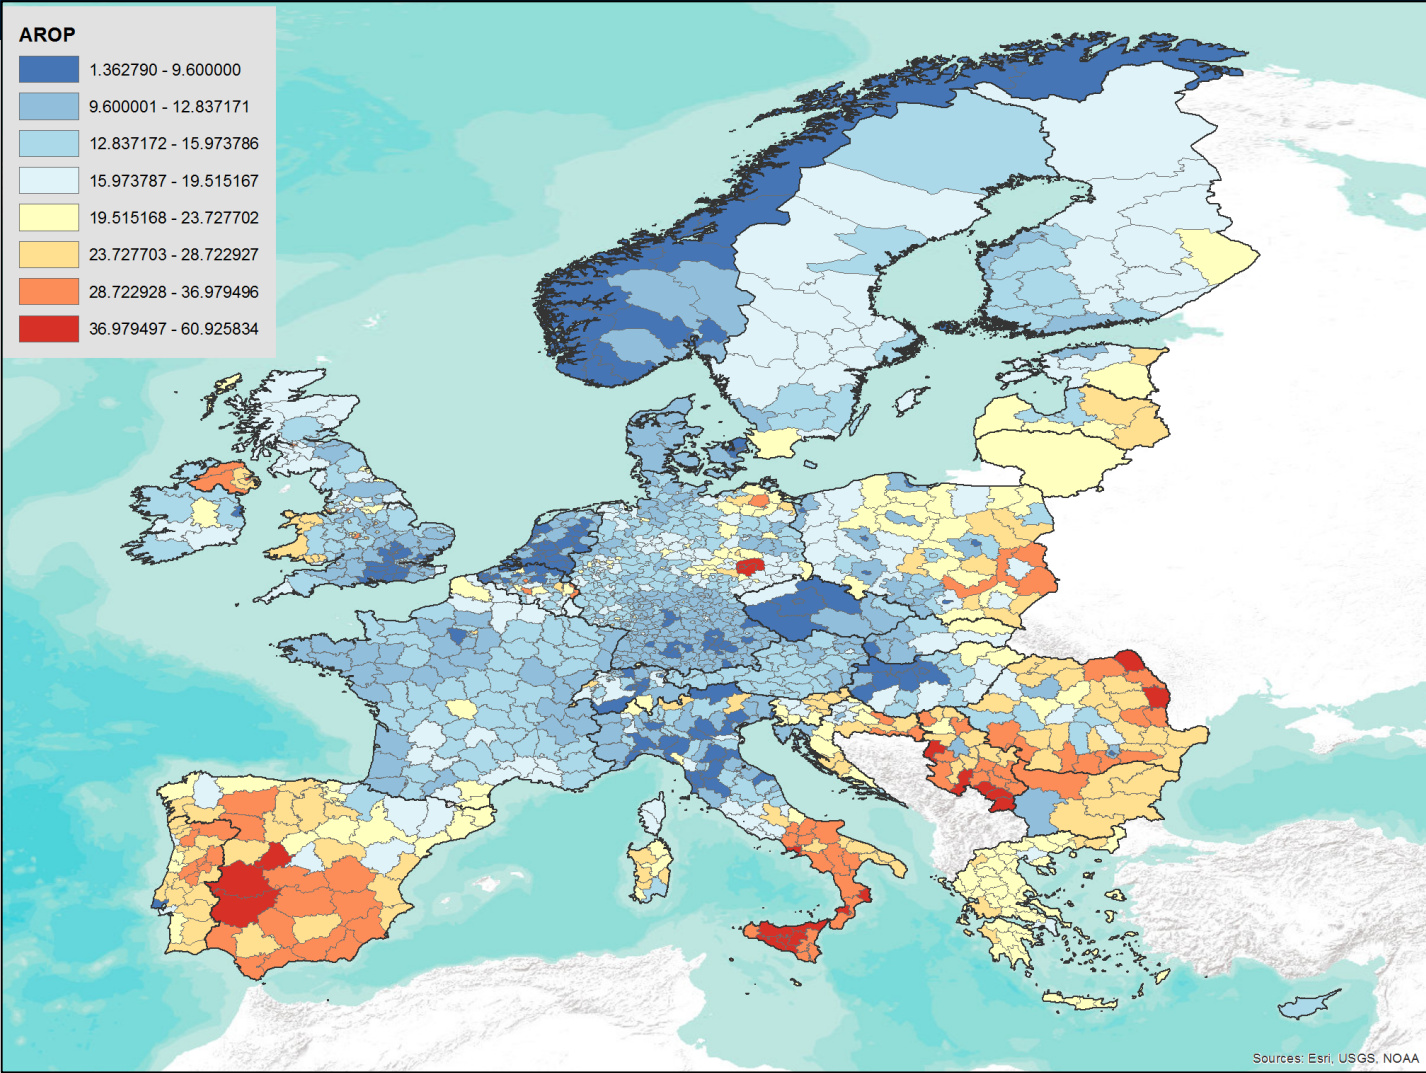 AROP
1.362790 - 9.600000
9.600001 - 12.837171
12.837172 - 15.973786
15.973787 - 19.515167
19.515168 - 23.727702
23.727703 - 28.722927
28.722928 - 36.979496
36.979497 - 60.925834
Sources: Esri, USGS, NOAA